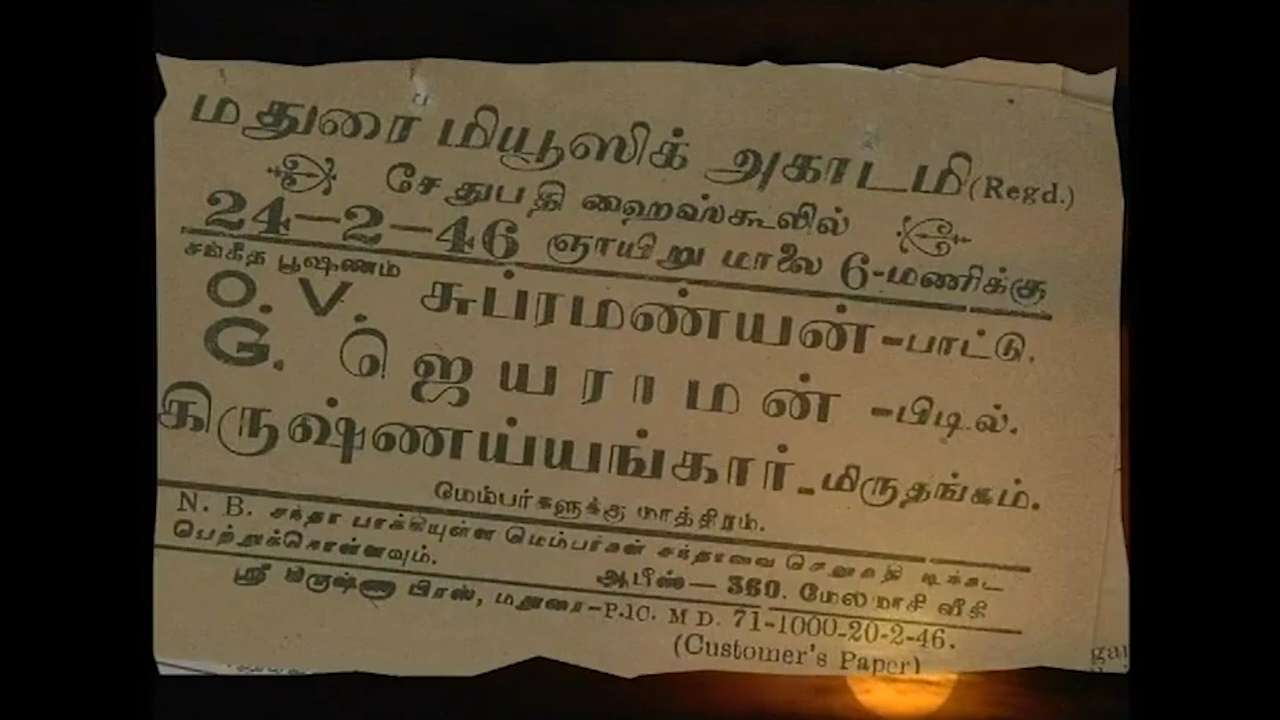 மதுரை மியூஸிக் அகாடமி (Regd.)
சேதுபதி ஹைஸ்கூலில்
24-2-46 ஞாயிறு மாலை 6-மணிக்கு
சங்கீத பூஷணம்
O. V. சுப்ரமண்யன்-பாட்டு.
G. ஜெயராமன் -பிடில்.
கிருஷ்ணய்யங்கார்-மிருதங்கம்.
மேம்பர்களுக்கு மாத்திரம்.
N. B. சந்தா பாக்கியுள்ள மெம்பர்கள் சந்தாவை செலுத்தி டிக்கட்
பெற்றுக்கொள்ளவும்.
ஆபீஸ்— 360. மேலமாசி வீதி
ஸ்ரீ கிருஷ்ணா பிரஸ், மதுரை-P.IC. M D. 71-1000-20-2-46.
(Customer's Paper)